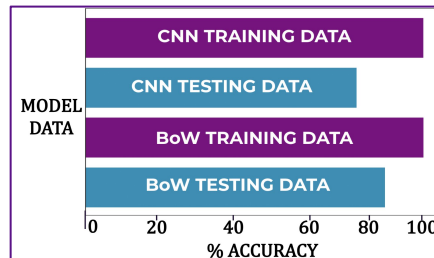 CNN TRAINING DATA
CNN TESTING DATA
MODEL
DATA
BoW TRAINING DATA
BoW TESTING DATA
0 20 40 60 80 100
% ACCURACY